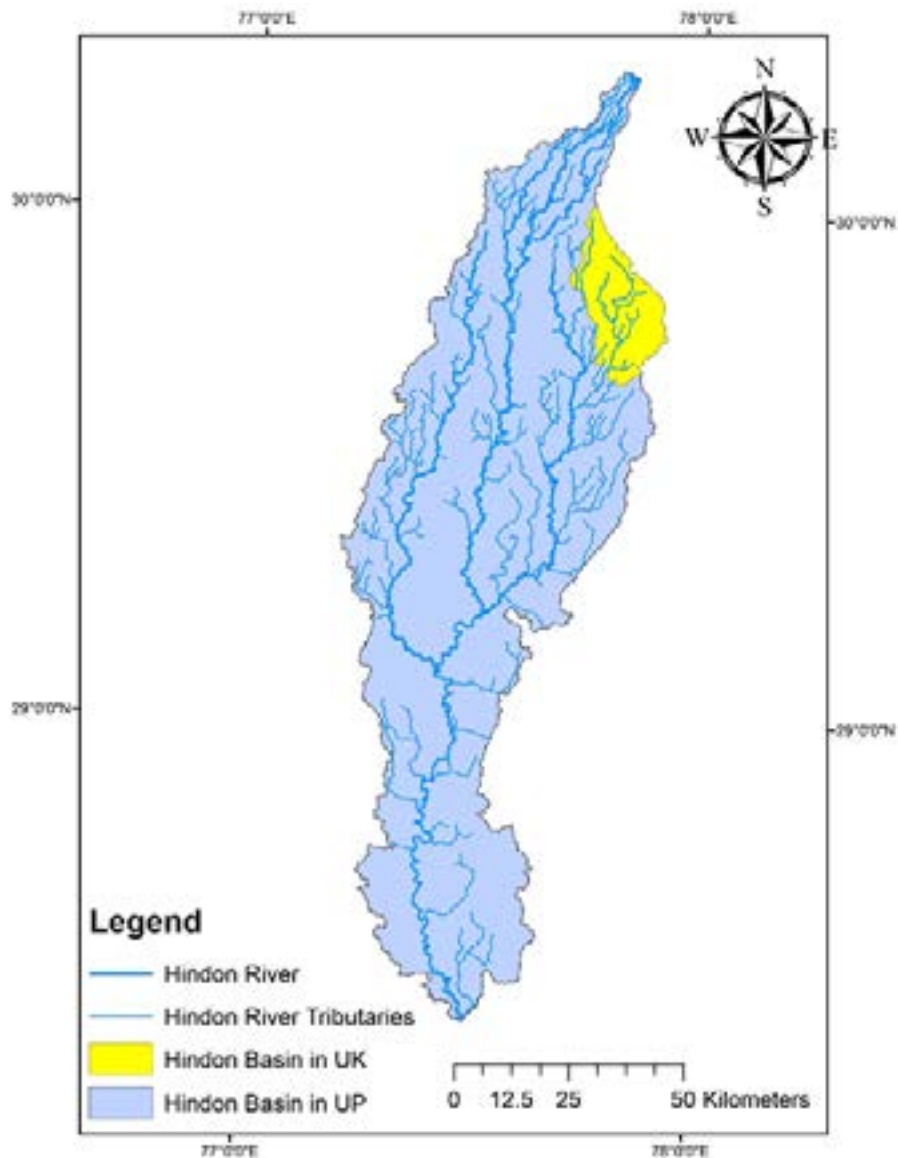 77°0'0"E 78°0'0"E
N
W E
S
30°0'0"N
30°0'0"N
29°0'0"N
29°0'0"N
Legend
Hindon River
Hindon River Tributaries
Hindon Basin in UK
Hindon Basin in UP
0 12.5 25 50 Kilometers
77°0'0"E 78°0'0"E